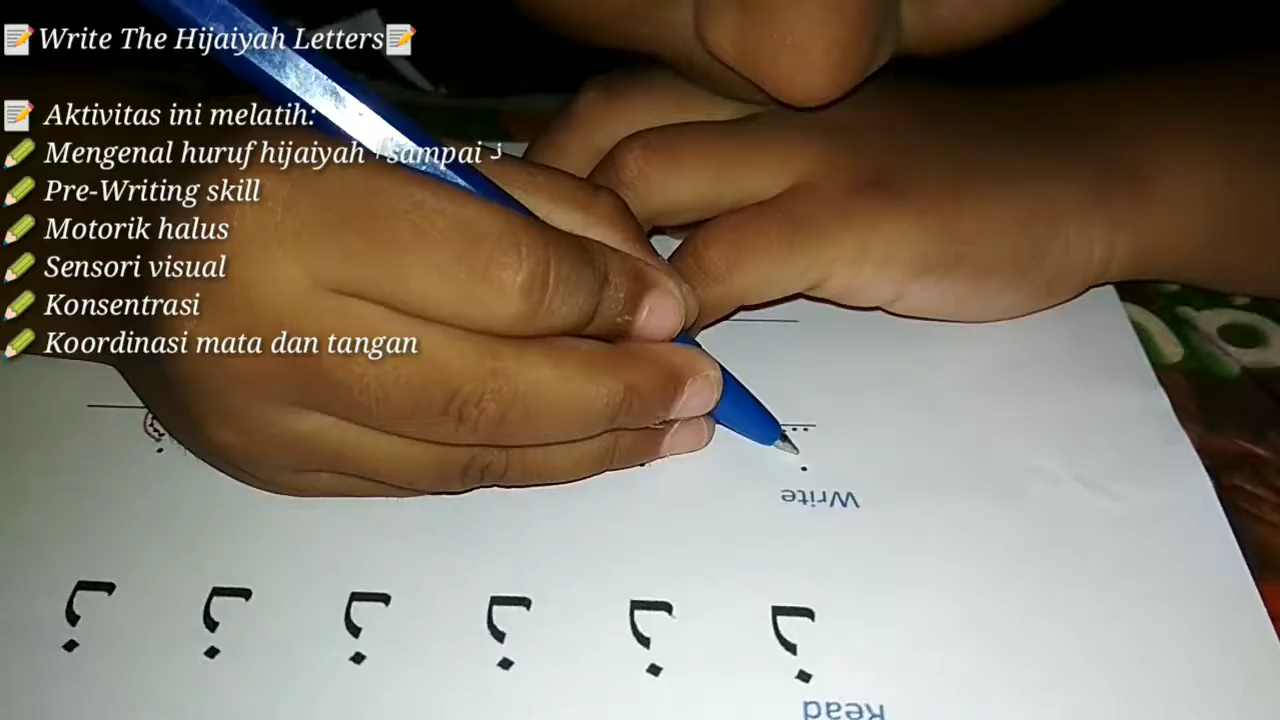 📝Write The Hijaiyah Letters📝
📝 Aktivitas ini melatih:
Mengenal huruf hijaiyah ا sampai ذ
Pre-Writing skill
Motorik halus
Sensori visual
Konsentrasi
Koordinasi mata dan tangan
Read
ذ ذ ذ ذ ذ ذ
Write